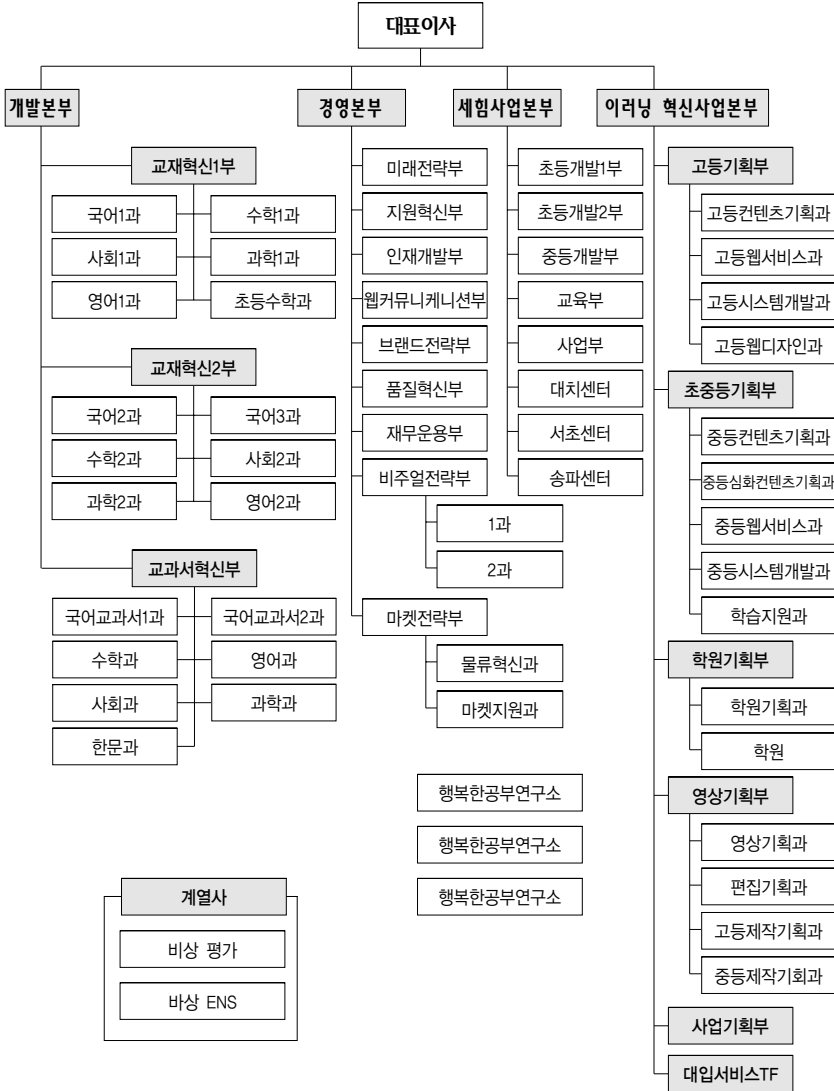 대표이사
개발본부
경영본부
세힘사업본부
이러닝 혁신사업본부
교재혁신1부
국어1과
수학1과
사회1과
과학1과
영어1과
초등수학과
교재혁신2부
국어2과
국어3과
수학2과
사회2과
과학2과
영어2과
교과서혁신부
국어교과서1과
국어교과서2과
수학과
영어과
사회과
과학과
한문과
미래전략부
지원혁신부
인재개발부
웹커뮤니케니션부
브랜드전략부
품질혁신부
재무운용부
비주얼전략부
1과
2과
마켓전략부
물류혁신과
마켓지원과
초등개발1부
초등개발2부
중등개발부
교육부
사업부
대치센터
서초센터
송파센터
고등기획부
고등컨텐츠기획과
고등웹서비스과
고등시스템개발과
고등웹디자인과
초중등기획부
중등컨텐츠기획과
중등심화컨텐츠기획과
중등웹서비스과
중등시스템개발과
학습지원과
학원기획부
학원기획과
학원
영상기획부
영상기획과
편집기획과
고등제작기획과
중등제작기회과
사업기획부
대입서비스TF
행복한공부연구소
행복한공부연구소
행복한공부연구소
계열사
비상 평가
바상 ENS